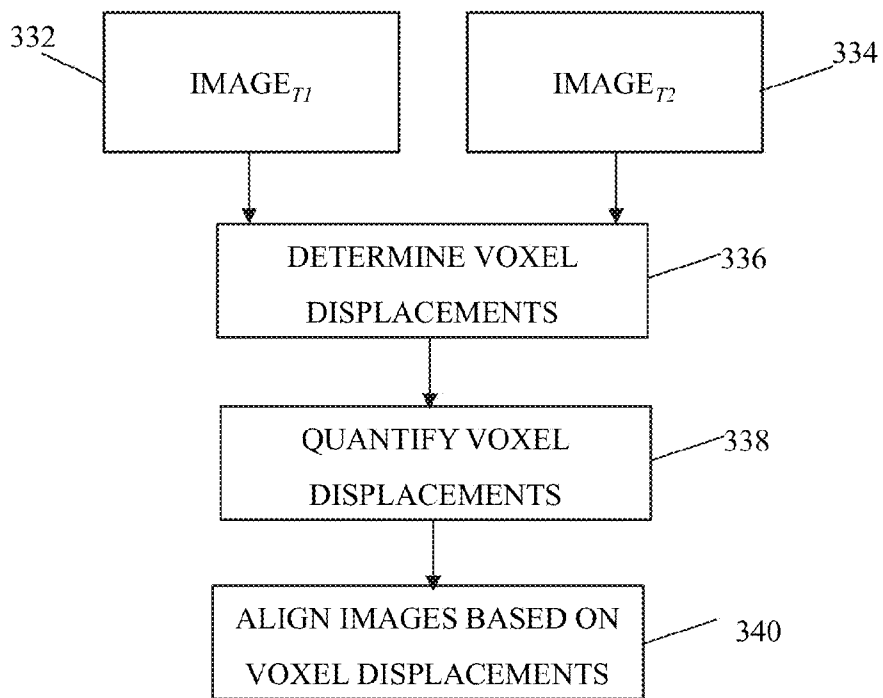 332
IMAGE_T1
IMAGE_T2
334
DETERMINE VOXEL
DISPLACEMENTS
336
QUANTIFY VOXEL
DISPLACEMENTS
338
ALIGN IMAGES BASED ON
VOXEL DISPLACEMENTS
340